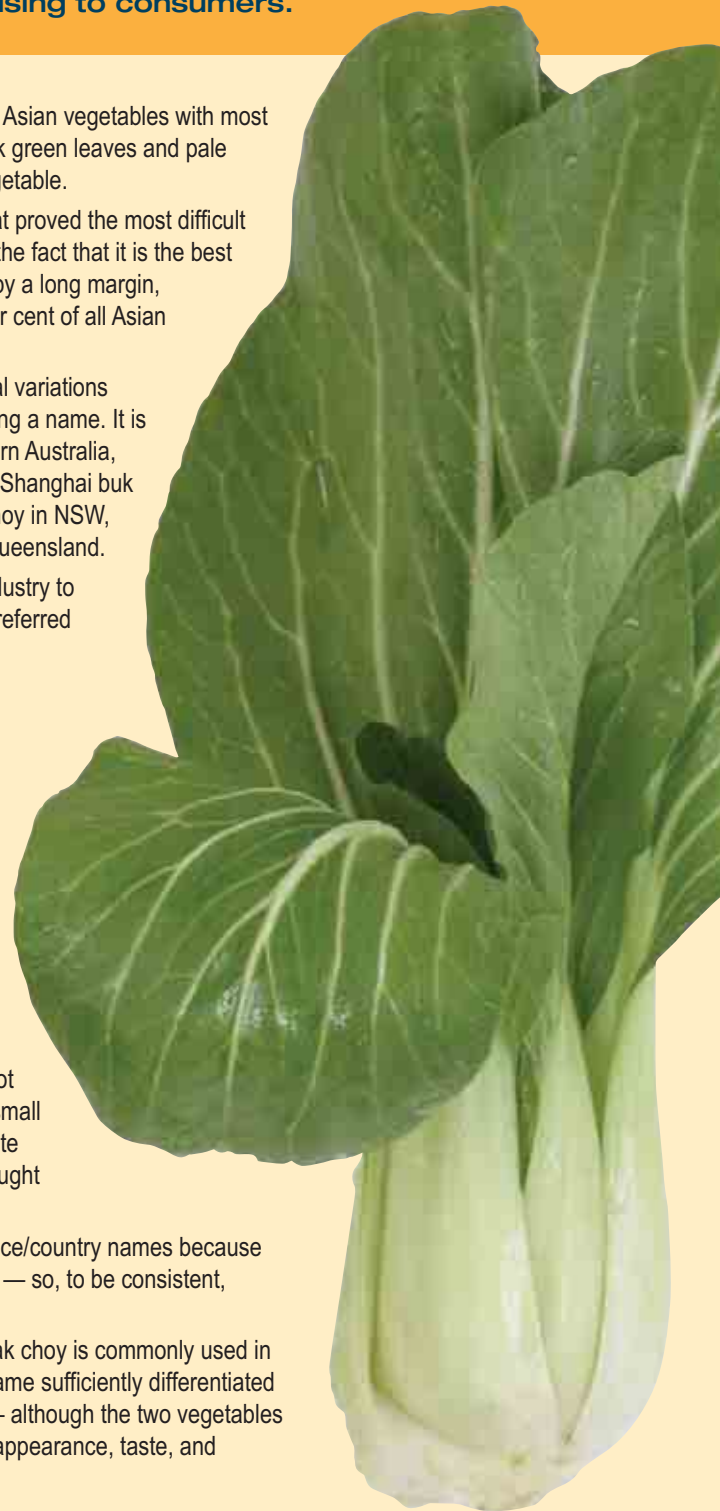 ising to consumers.
Asian vegetables with most
k green leaves and pale
getable.
at proved the most difficult
the fact that it is the best
by a long margin,
r cent of all Asian
al variations
ng a name. It is
rn Australia,
Shanghai buk
oy in NSW,
ueensland.
dustry to
referred
ot
small
te
ught
ce/country names because
— so, to be consistent,
ak choy is commonly used in
ame sufficiently differentiated
– although the two vegetables
appearance, taste, and